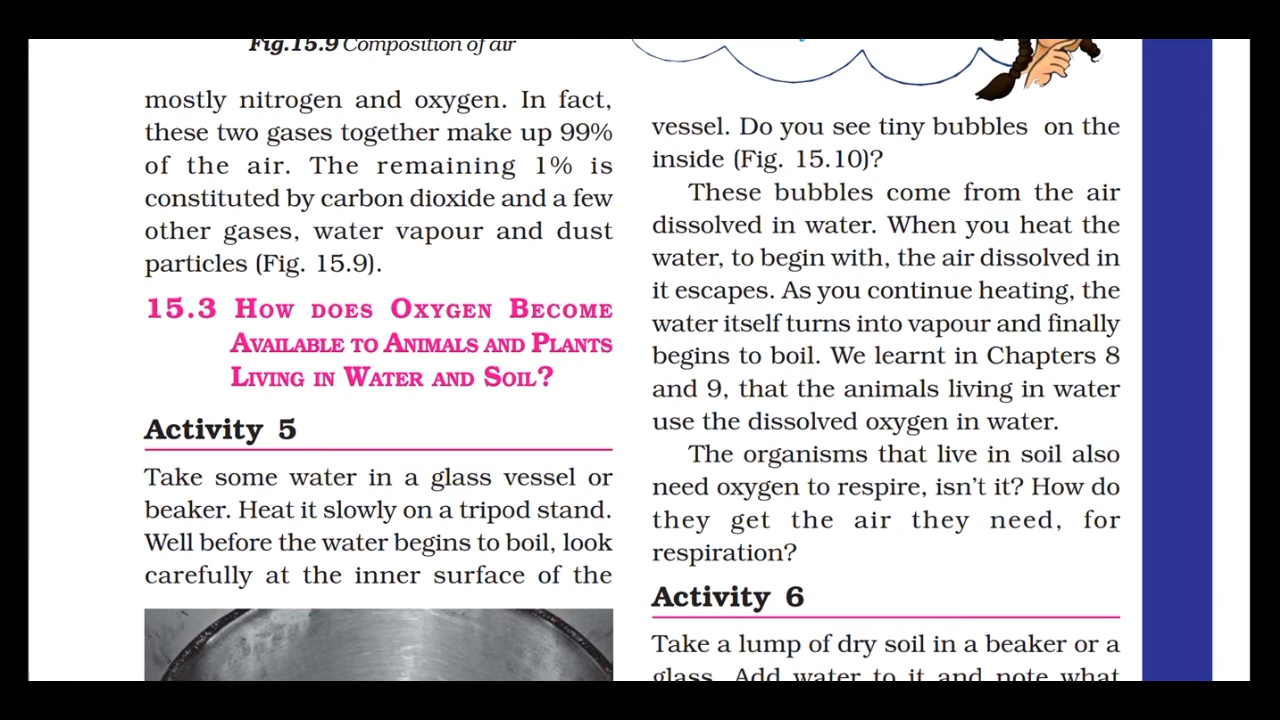 Fig.15.9 Composition of air
mostly nitrogen and oxygen. In fact,
these two gases together make up 99%
of the air. The remaining 1% is
constituted by carbon dioxide and a few
other gases, water vapour and dust
particles (Fig. 15.9).
15.3 HOW DOES OXYGEN BECOME
AVAILABLE TO ANIMALS AND PLANTS
LIVING IN WATER AND SOIL?
Activity 5
Take some water in a glass vessel or
beaker. Heat it slowly on a tripod stand.
Well before the water begins to boil, look
carefully at the inner surface of the
vessel. Do you see tiny bubbles on the
inside (Fig. 15.10)?
These bubbles come from the air
dissolved in water. When you heat the
water, to begin with, the air dissolved in
it escapes. As you continue heating, the
water itself turns into vapour and finally
begins to boil. We learnt in Chapters 8
and 9, that the animals living in water
use the dissolved oxygen in water.
The organisms that live in soil also
need oxygen to respire, isn't it? How do
they get the air they need, for
respiration?
Activity 6
Take a lump of dry soil in a beaker or a
glass. Add water to it and note what